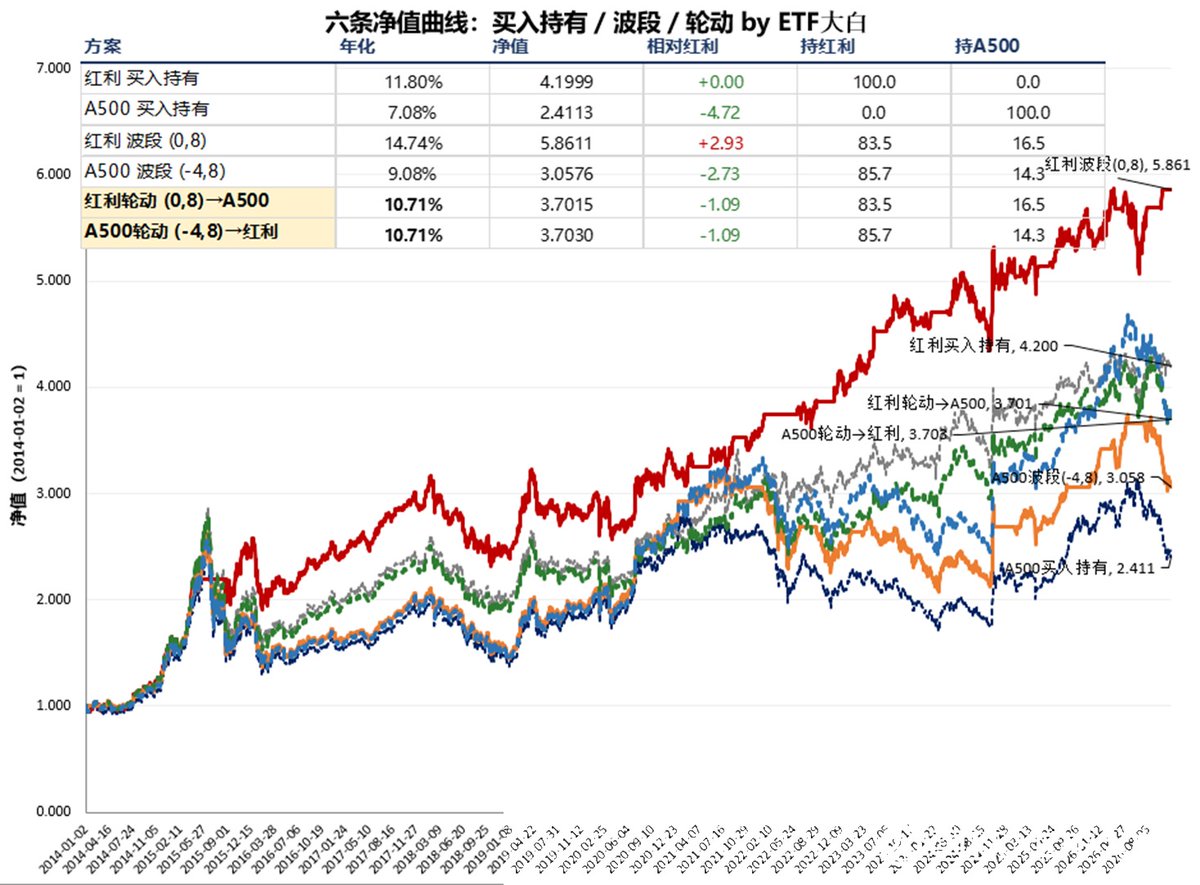 六条净值曲线：买入持有 / 波段 / 轮动 by ETF大白
方案 年化 净值 相对红利 持红利 持A500
红利 买入持有 11.80% 4.1999 +0.00 100.0 0.0
A500 买入持有 7.08% 2.4113 -4.72 0.0 100.0
红利 波段 (0,8) 14.74% 5.8611 +2.93 83.5 16.5
A500 波段 (-4,8) 9.08% 3.0576 -2.73 85.7 14.3
红利轮动 (0,8)→A500 10.71% 3.7015 -1.09 83.5 16.5
A500轮动 (-4,8)→红利 10.71% 3.7030 -1.09 85.7 14.3
7.000
6.000
5.000
4.000
3.000
2.000
1.000
0.000
净值（2014-01-02 = 1）
红利波段(0,8), 5.861
红利买入持有, 4.200
红利轮动→A500, 3.701
A500轮动→红利, 3.703
A500波段(-4,8), 3.058
A500买入持有, 2.411
2014-01-02
2014-04-16
2014-07-24
2014-11-05
2015-02-11
2015-05-27
2015-09-01
2015-12-14
2016-03-28
2016-07-06
2016-10-19
2017-01-24
2017-05-10
2017-08-16
2017-11-28
2018-03-09
2018-06-20
2018-09-25
2019-01-08
2019-04-22
2019-07-31
2019-11-12
2020-02-25
2020-06-04
2020-09-10
2020-12-23
2021-04-07
2021-07-16
2021-10-29
2022-02-10
2022-05-24
2022-08-29
2022-12-09
2023-03-23